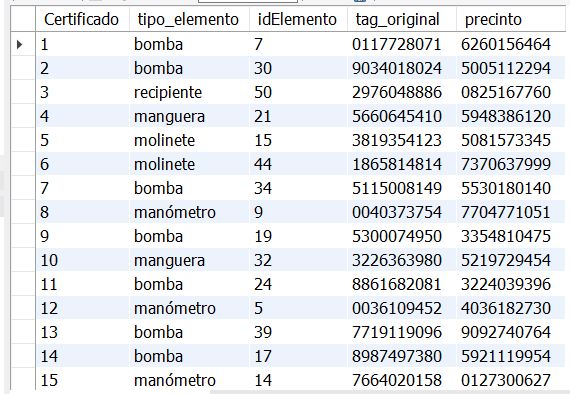 Certificado tipo_elemento idElemento tag_original precinto
1 bomba 7 0117728071 6260156464
2 bomba 30 9034018024 5005112294
3 recipiente 50 2976048886 0825167760
4 manguera 21 5660645410 5948386120
5 molinete 15 3819354123 5081573345
6 molinete 44 1865814814 7370637999
7 bomba 34 5115008149 5530180140
8 manómetro 9 0040373754 7704771051
9 bomba 19 5300074950 3354810475
10 manguera 32 3226363980 5219729454
11 bomba 24 8861682081 3224039396
12 manómetro 5 0036109452 4036182730
13 bomba 39 7719119096 9092740764
14 bomba 17 8987497380 5921119954
15 manómetro 14 7664020158 0127300627